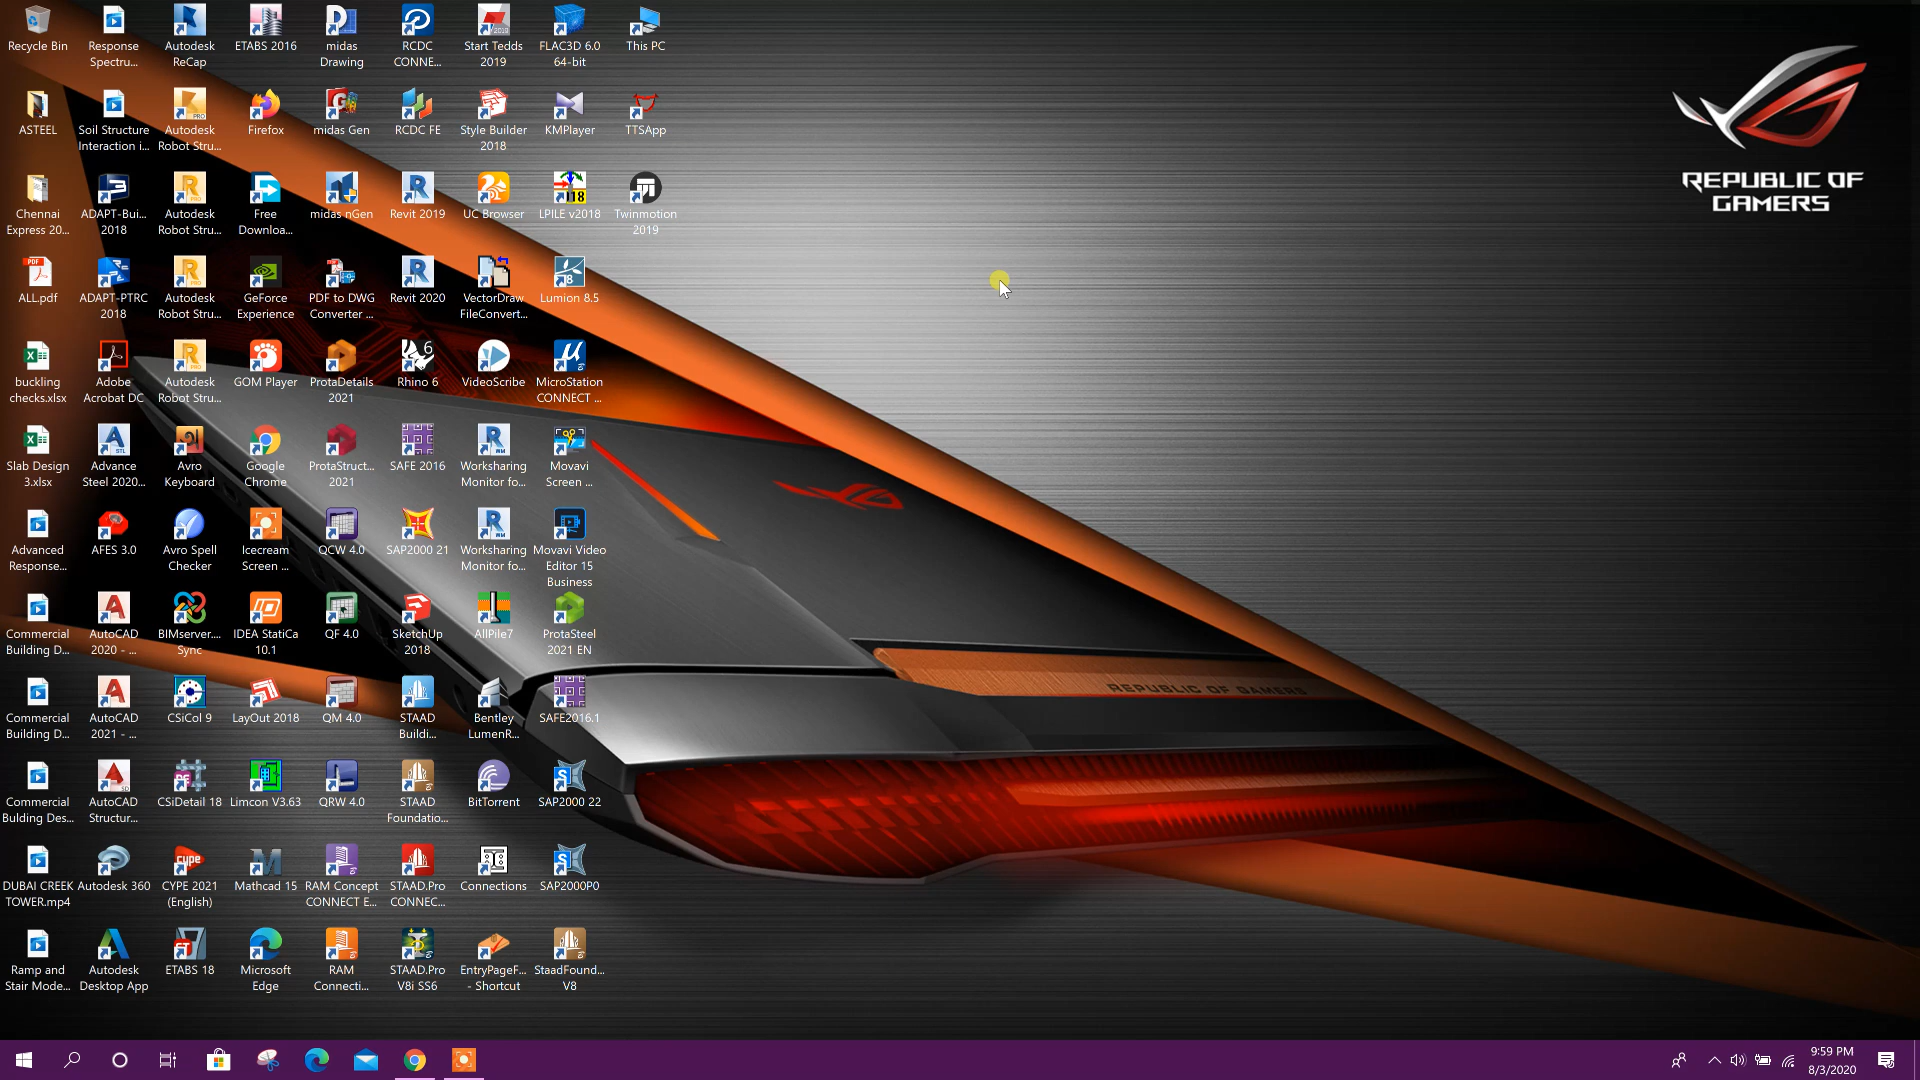 Recycle Bin
Response
Spectru...
Autodesk
ReCap
ETABS 2016
midas
Drawing
RCDC
CONNE...
Start Tedds
2019
FLAC3D 6.0
64-bit
This PC
ASTEEL
Soil Structure
Interaction i...
Autodesk
Robot Stru...
Firefox
midas Gen
RCDC FE
Style Builder
2018
KMPlayer
TTSApp
Chennai
Express 20...
ADAPT-Bui...
2018
Autodesk
Robot Stru...
Free
Downloa...
midas nGen
Revit 2019
UC Browser
LPILE v2018
Twinmotion
2019
ALL.pdf
ADAPT-PTRC
2018
Autodesk
Robot Stru...
GeForce
Experience
PDF to DWG
Converter ...
Revit 2020
VectorDraw
FileConvert...
Lumion 8.5
buckling
checks.xlsx
Adobe
Acrobat DC
Autodesk
Robot Stru...
GOM Player
ProtaDetails
2021
Rhino 6
VideoScribe
MicroStation
CONNECT ...
Slab Design
3.xlsx
Advance
Steel 2020...
Avro
Keyboard
Google
Chrome
ProtaStruct...
2021
SAFE 2016
Worksharing
Monitor fo...
Movavi
Screen ...
Advanced
Response...
AFES 3.0
Avro Spell
Checker
Icecream
Screen ...
QCW 4.0
SAP2000 21
Worksharing
Monitor fo...
Movavi Video
Editor 15
Business
Commercial
Building D...
AutoCAD
2020 - ...
BIMserver....
Sync
IDEA StatiCa
10.1
QF 4.0
SketchUp
2018
AllPile7
ProtaSteel
2021 EN
Commercial
Building D...
AutoCAD
2021 - ...
CSiCol 9
LayOut 2018
QM 4.0
STAAD
Buildi...
Bentley
LumenR...
SAFE2016.1
Commercial
Bulding Des...
AutoCAD
Structur...
CSiDetail 18
Limcon V3.63
QRW 4.0
STAAD
Foundatio...
BitTorrent
SAP2000 22
DUBAI CREEK
TOWER.mp4
Autodesk 360
CYPE 2021
(English)
Mathcad 15
RAM Concept
CONNECT E...
STAAD.Pro
CONNEC...
Connections
SAP2000P0
Ramp and
Stair Mode...
Autodesk
Desktop App
ETABS 18
Microsoft
Edge
RAM
Connecti...
STAAD.Pro
V8i SS6
EntryPageF...
- Shortcut
StaadFound...
V8
REPUBLIC OF
GAMERS
REPUBLIC OF GAMERS
9:59 PM
8/3/2020